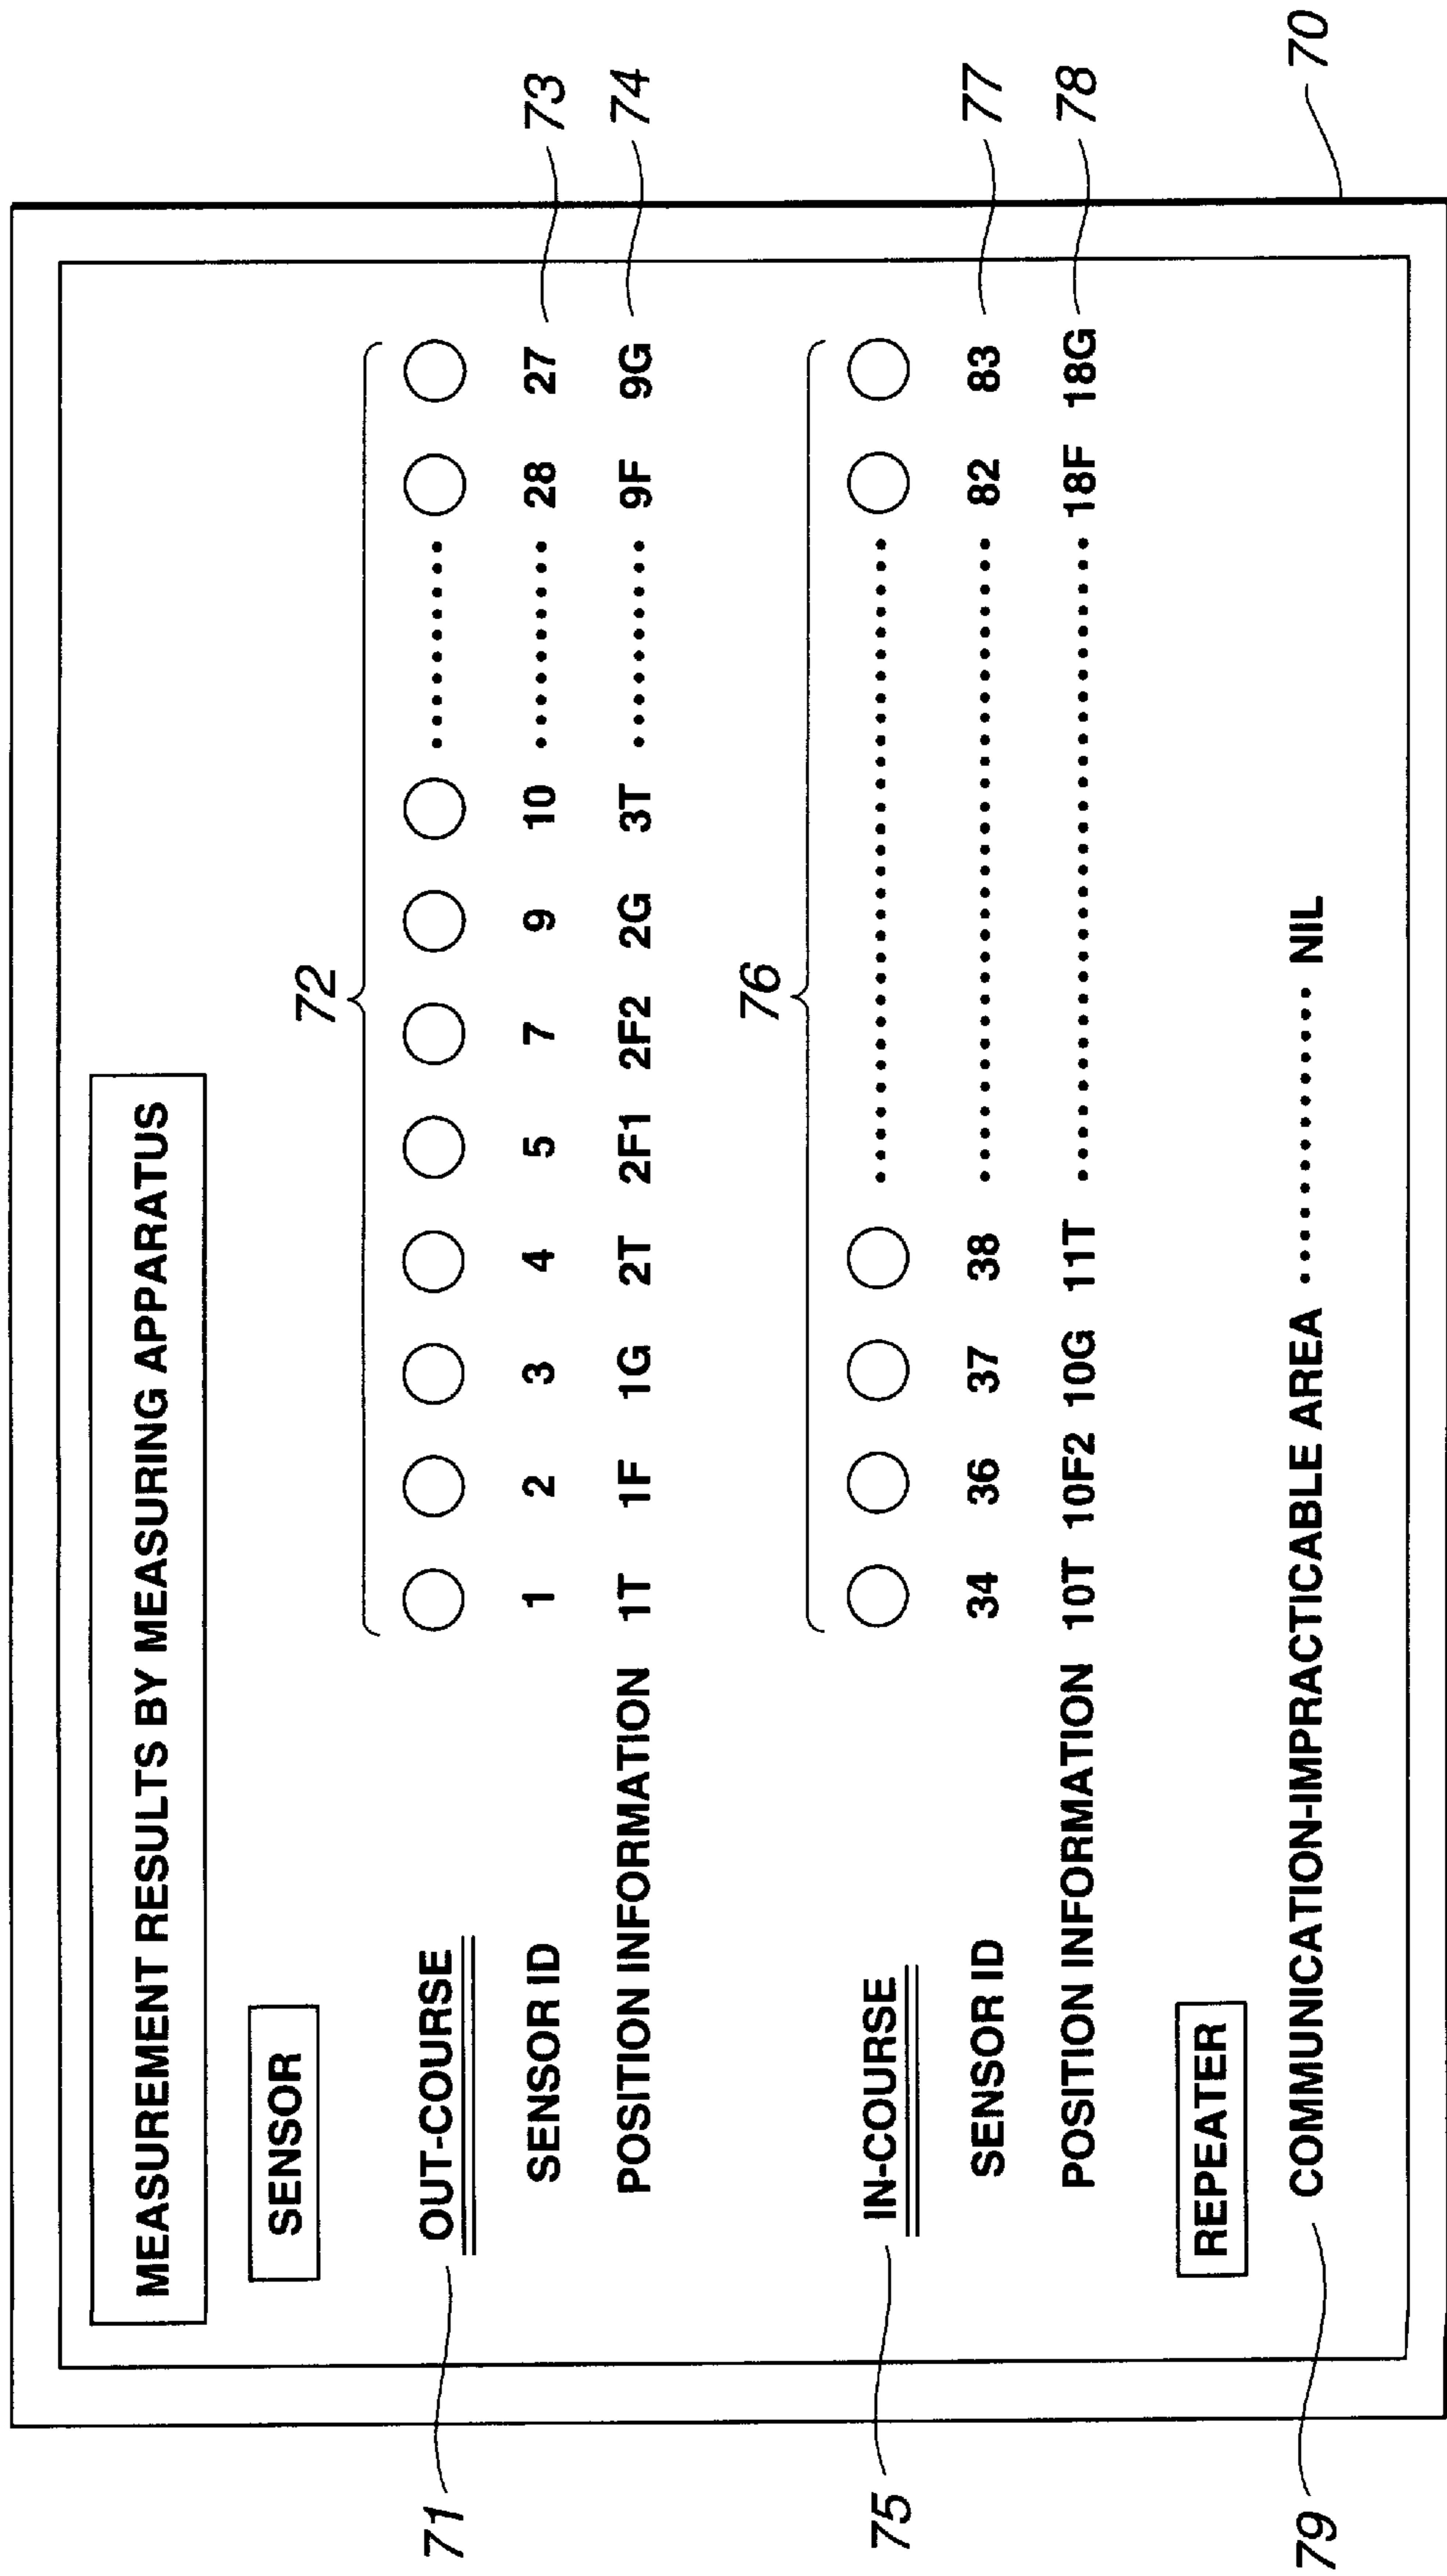 MEASUREMENT RESULTS BY MEASURING APPARATUS
SENSOR
72
71 OUT-COURSE
SENSOR ID 1 2 3 4 5 7 9 10 ·········· 28 27 73
POSITION INFORMATION 1T 1F 1G 2T 2F1 2F2 2G 3T ·········· 9F 9G 74
76
75 IN-COURSE
SENSOR ID 34 36 37 38 ······························ 82 83 77
POSITION INFORMATION 10T 10F2 10G 11T ······························ 18F 18G 78
REPEATER
79 COMMUNICATION-IMPRACTICABLE AREA ·············· NIL
70